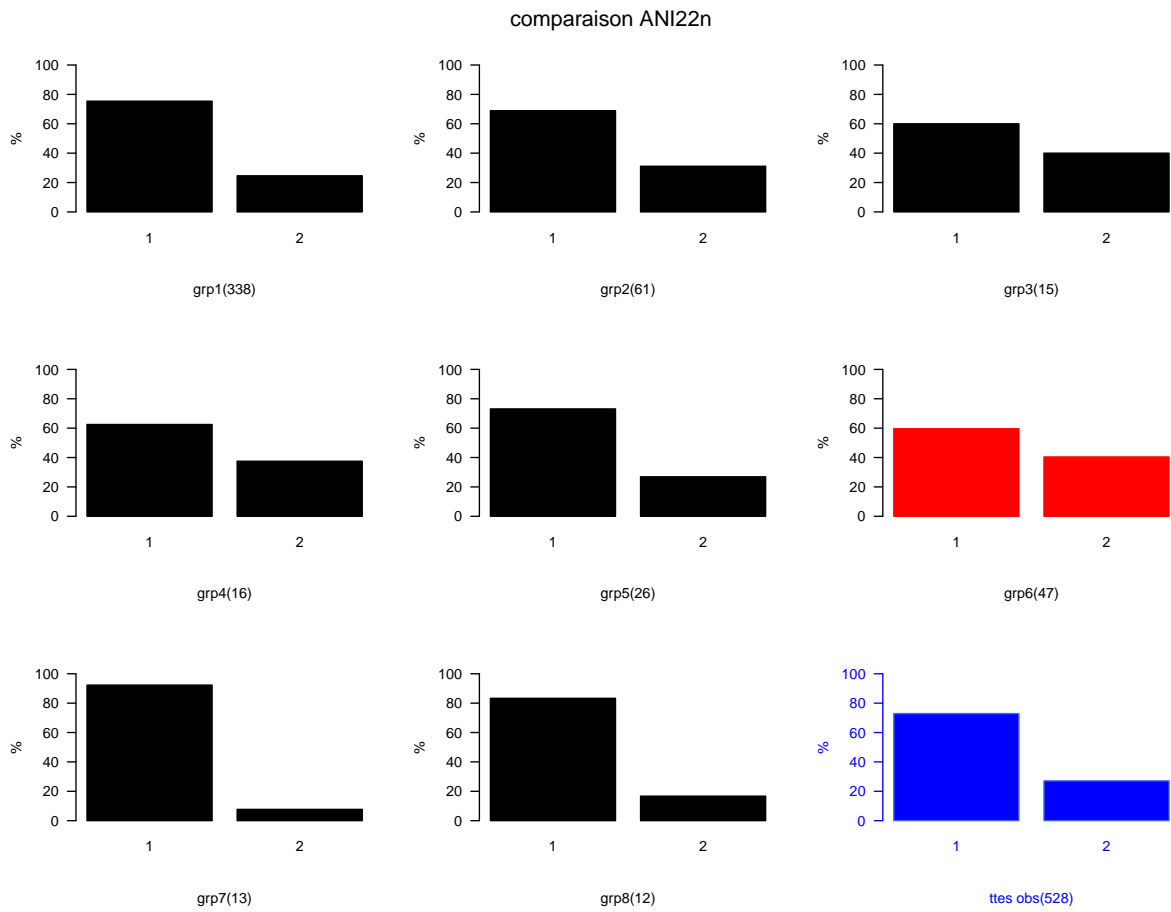 comparaison ANI22n
100 100 100
80 80 80
60 60 60
% % %
40 40 40
20 20 20
0 0 0
1 2 1 2 1 2
grp1(338) grp2(61) grp3(15)
100 100 100
80 80 80
60 60 60
% % %
40 40 40
20 20 20
0 0 0
1 2 1 2 1 2
grp4(16) grp5(26) grp6(47)
100 100 100
80 80 80
60 60 60
% % %
40 40 40
20 20 20
0 0 0
1 2 1 2 1 2
grp7(13) grp8(12) ttes obs(528)